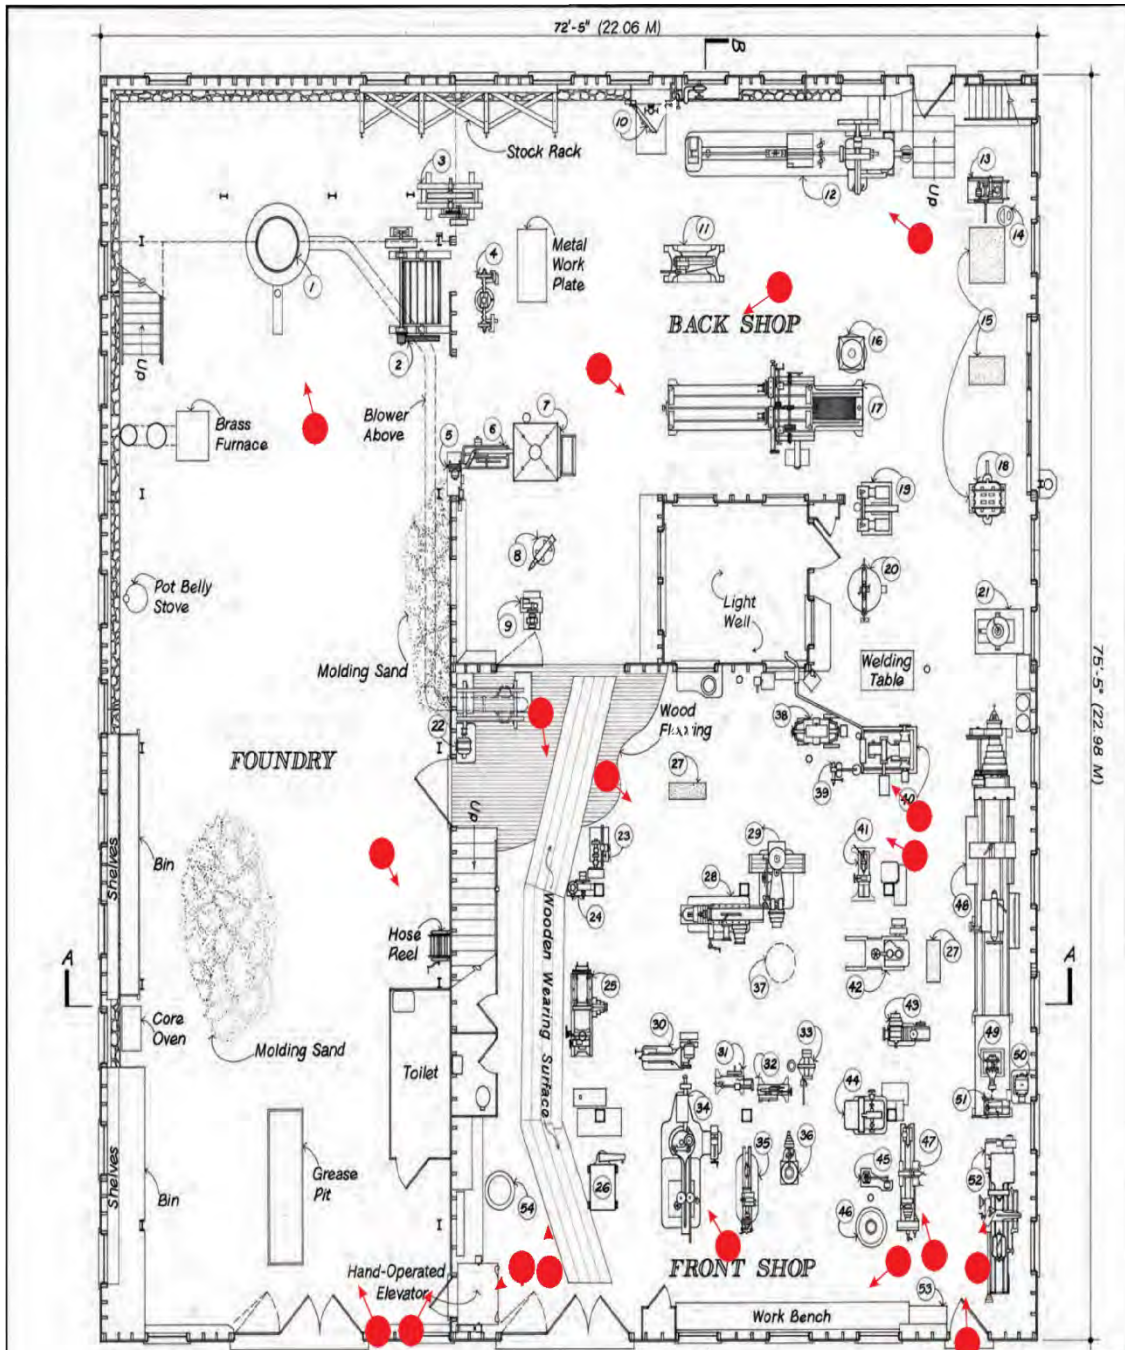 72'-5" (22.06 M)
B
10
Stock Rack
3
12
Up
13
14
1
4
Metal
Work
Plate
11
BACK SHOP
15
16
Up
2
17
Brass
Furnace
Blower
Above
7
6
5
18
19
8
Pot Belly
Stove
20
9
Light
Well
21
Molding Sand
Welding
Table
75'-5" (22.98 M)
22
Wood
38
FOUNDRY
27
39
40
Up
23
29
41
Shelves
Bin
28
48
24
Wooden Wearing Surface
Hose
Reel
A
A
27
37
42
25
43
Core
Oven
Molding Sand
30
33
49
50
Toilet
31
32
44
51
34
47
35
36
45
52
Shelves
Bin
Grease
Pit
26
54
46
FRONT SHOP
Hand-Operated
Elevator
53
Work Bench